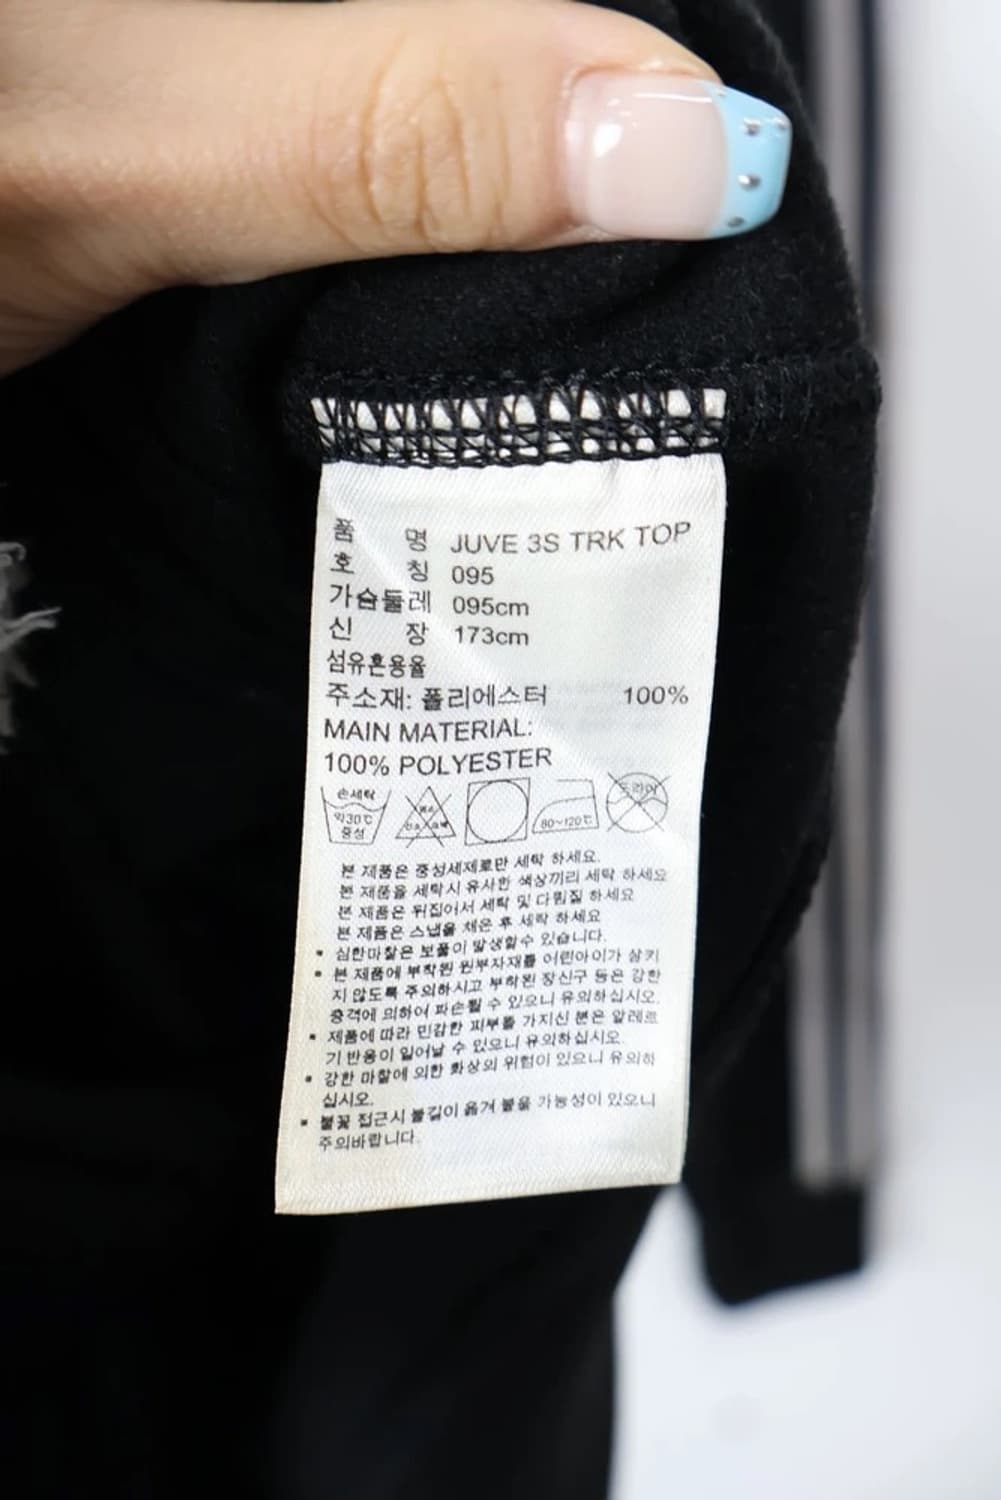 품 명 JUVE 3S TRK TOP
호 칭 095
가슴둘레 095cm
신 장 173cm
섬유혼용율
주소재: 폴리에스터 100%
MAIN MATERIAL:
100% POLYESTER
손세탁
약30℃
중성
80~120℃
드라이
본 제품은 중성세제로만 세탁 하세요.
본 제품을 세탁시 유사한 색상끼리 세탁 하세요
본 제품은 뒤집어서 세탁 및 다림질 하세요
본 제품은 스냅을 채운 후 세탁 하세요
• 심한마찰은 보풀이 발생할수 있습니다.
• 본 제품에 부착된 원부자재를 어린아이가 삼키
지 않도록 주의하시고 부착된 장신구 등은 강한
충격에 의하여 파손될 수 있으니 유의하십시오.
• 제품에 따라 민감한 피부를 가지신 분은 알레르
기 반응이 일어날 수 있으니 유의하십시오.
• 강한 마찰에 의한 화상의 위험이 있으니 유의하
십시오.
• 불꽃 접근시 불길이 옮겨 붙을 가능성이 있으니
주의바랍니다.